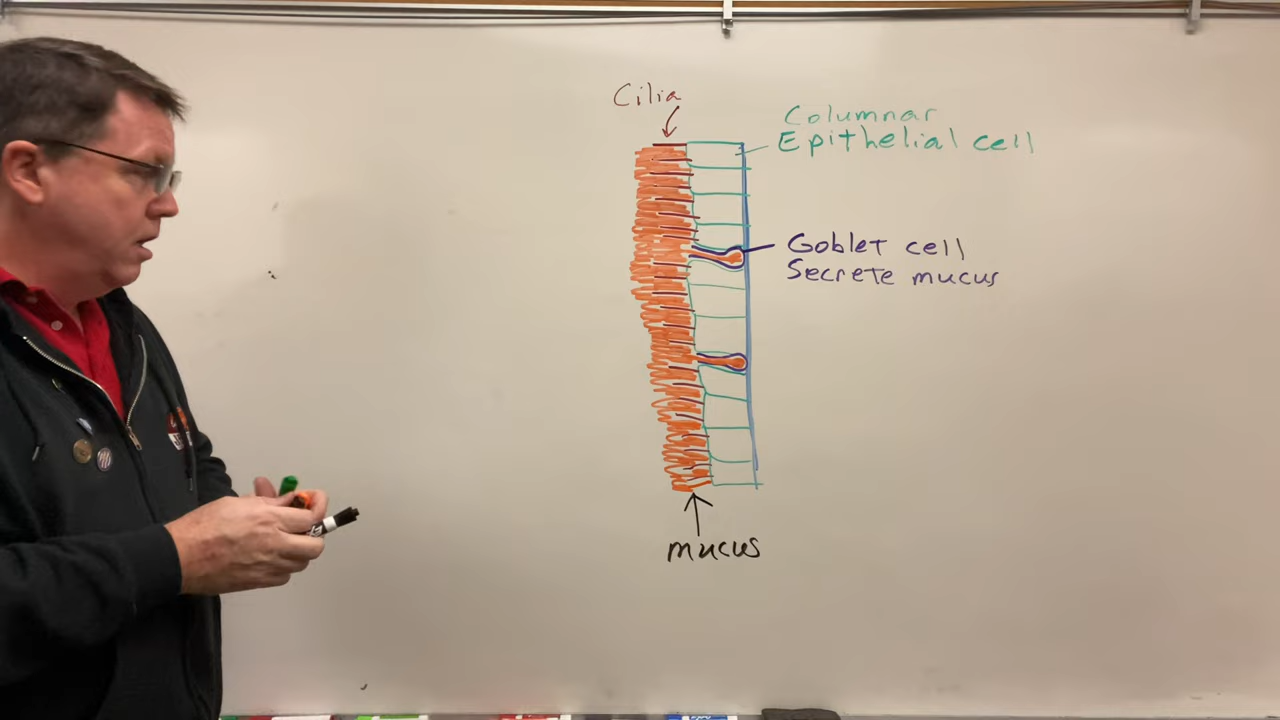 Cilia
Columnar
Epithelial cell
Goblet cell
Secrete mucus
mucus